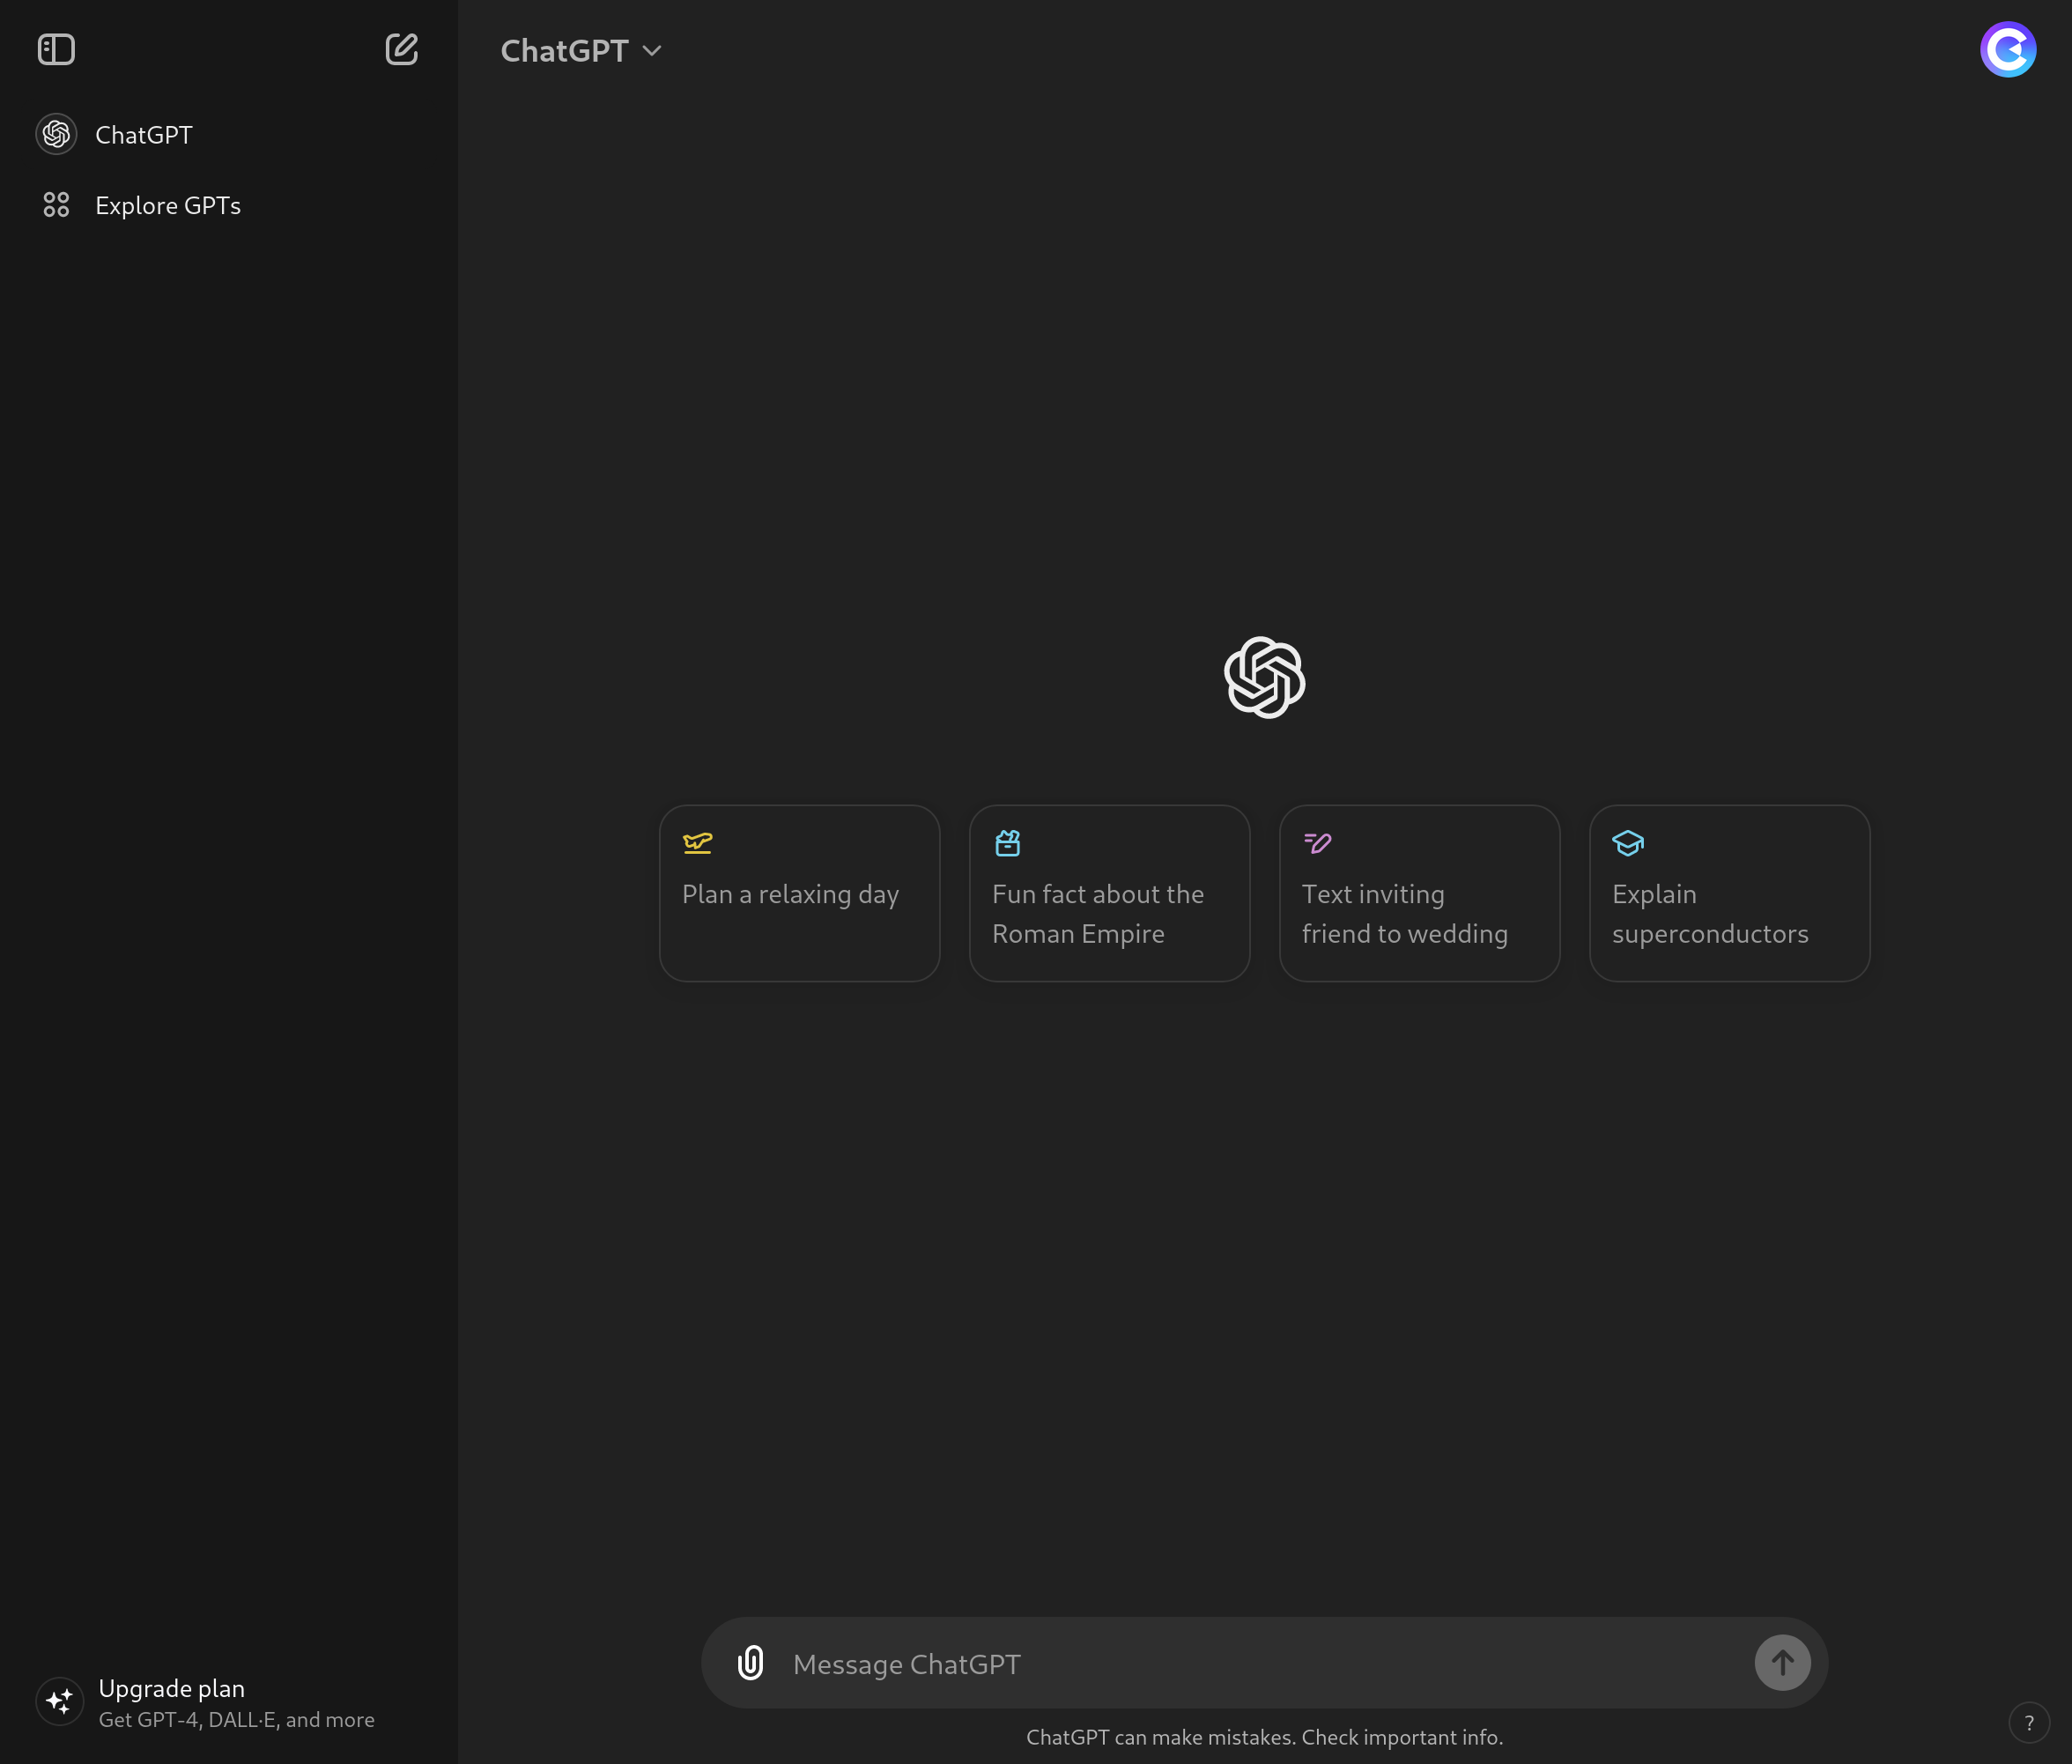 ChatGPT
Explore GPTs
Upgrade plan
Get GPT-4, DALL·E, and more
ChatGPT
Plan a relaxing day
Fun fact about the
Roman Empire
Text inviting
friend to wedding
Explain
superconductors
Message ChatGPT
ChatGPT can make mistakes. Check important info.
?